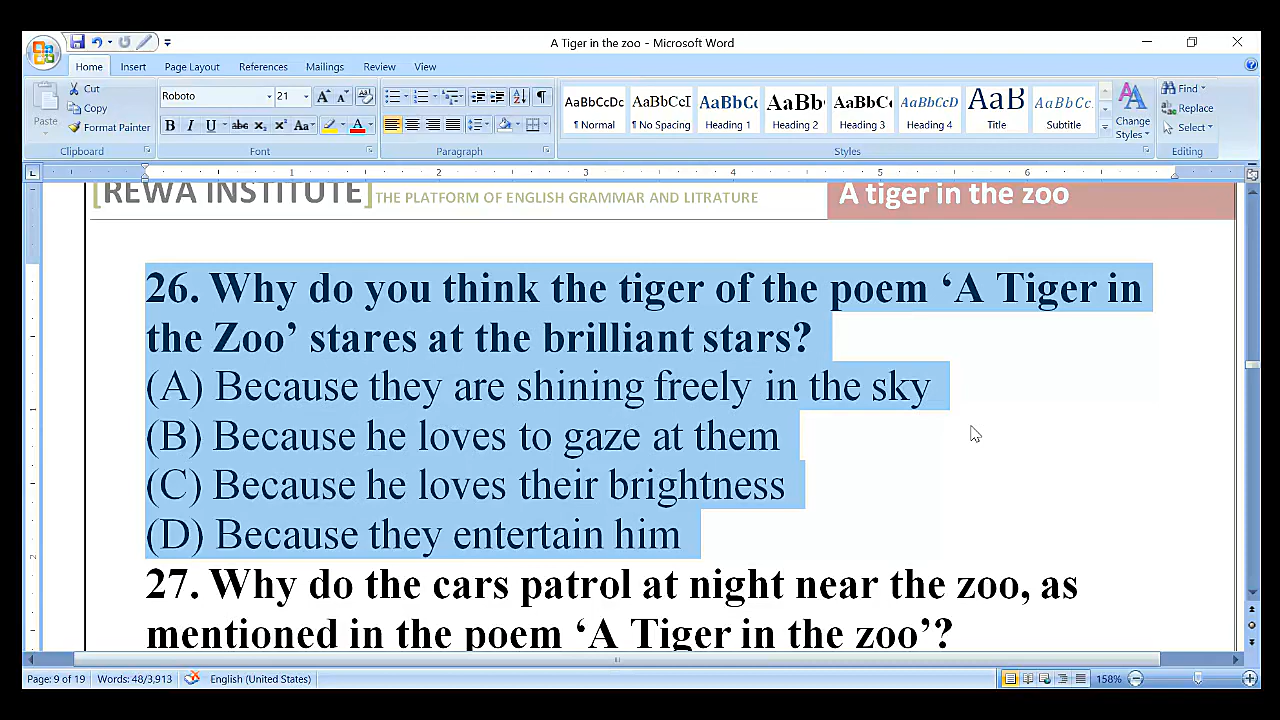 A Tiger in the zoo - Microsoft Word
Home Insert Page Layout References Mailings Review View
Cut
Copy
Format Painter
Paste
Roboto 21
AaBbCcDc AaBbCcI AaBbCc AaBb AaBbCc AaBbCcD AaB AaBbCc.
¶ Normal ¶ No Spacing Heading 1 Heading 2 Heading 3 Heading 4 Title Subtitle
Change Styles
Find
Replace
Select
Clipboard Font Paragraph Styles Editing
[REWA INSTITUTE] THE PLATFORM OF ENGLISH GRAMMAR AND LITRATURE A tiger in the zoo
26. Why do you think the tiger of the poem ‘A Tiger in
the Zoo’ stares at the brilliant stars?
(A) Because they are shining freely in the sky
(B) Because he loves to gaze at them
(C) Because he loves their brightness
(D) Because they entertain him
27. Why do the cars patrol at night near the zoo, as
mentioned in the poem ‘A Tiger in the zoo’?
Page: 9 of 19 Words: 48/3,913 English (United States) 158%